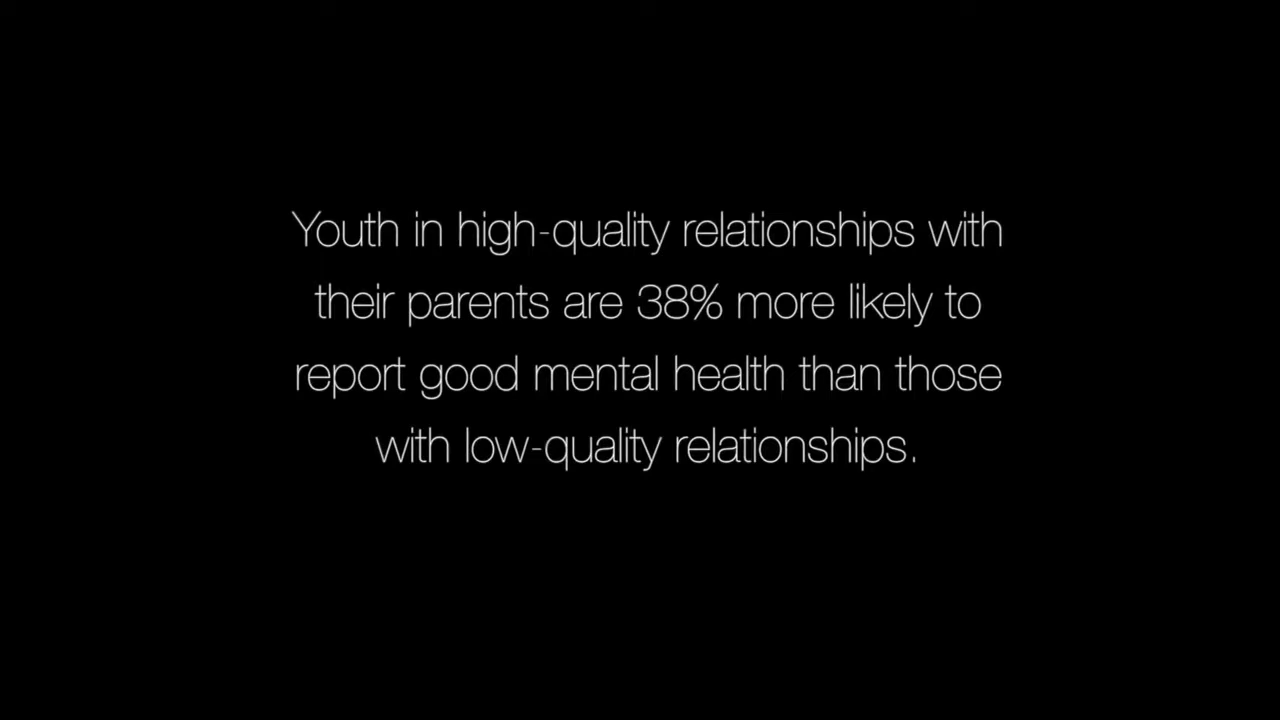 Youth in high-quality relationships with
their parents are 38% more likely to
report good mental health than those
with low-quality relationships.